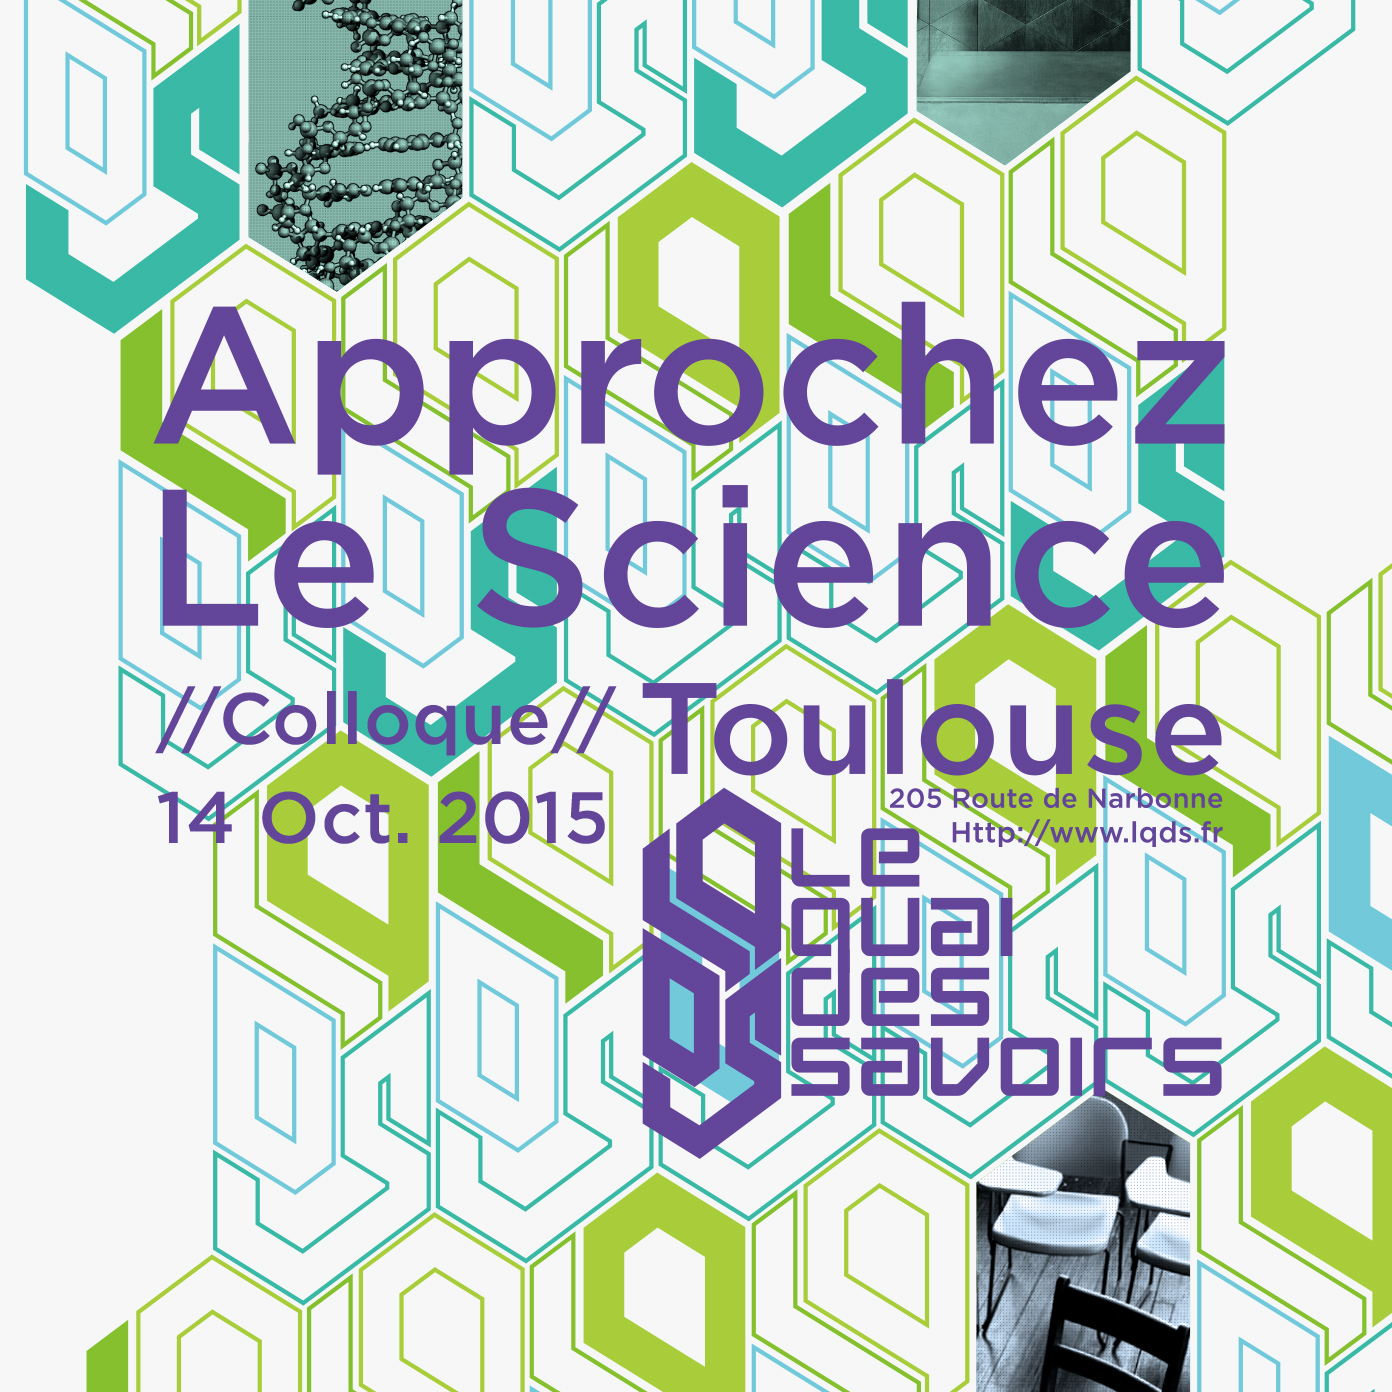 Approchez
Le Science
//Colloque//
14 Oct. 2015
Toulouse
205 Route de Narbonne
Http://www.lqds.fr
Le
Quai
des
savoirs